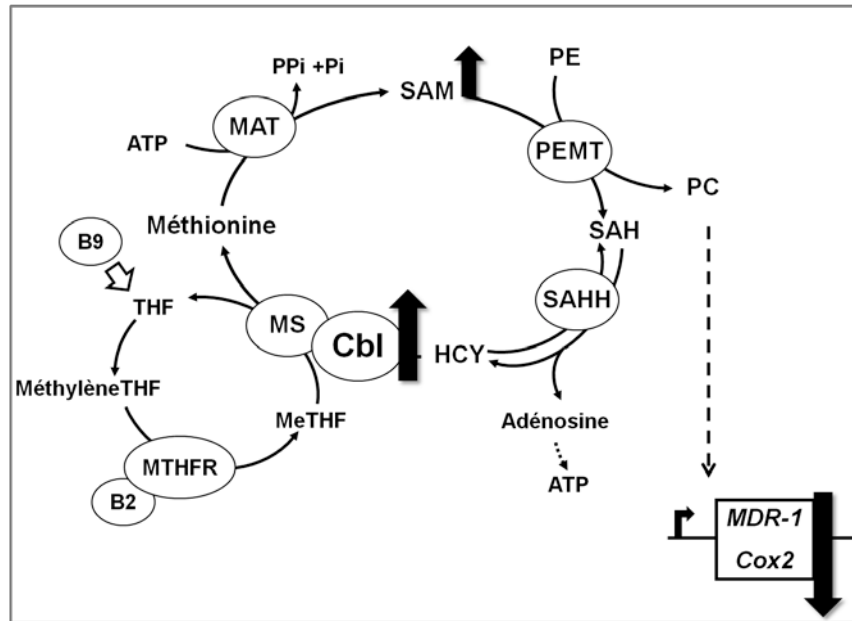 PPi +Pi
SAM
PE
MAT
ATP
PEMT
PC
Méthionine
SAH
B9
THF
SAHH
MS
Cbl
HCY
MéthylèneTHF
MeTHF
Adénosine
MTHFR
B2
ATP
MDR-1
Cox2